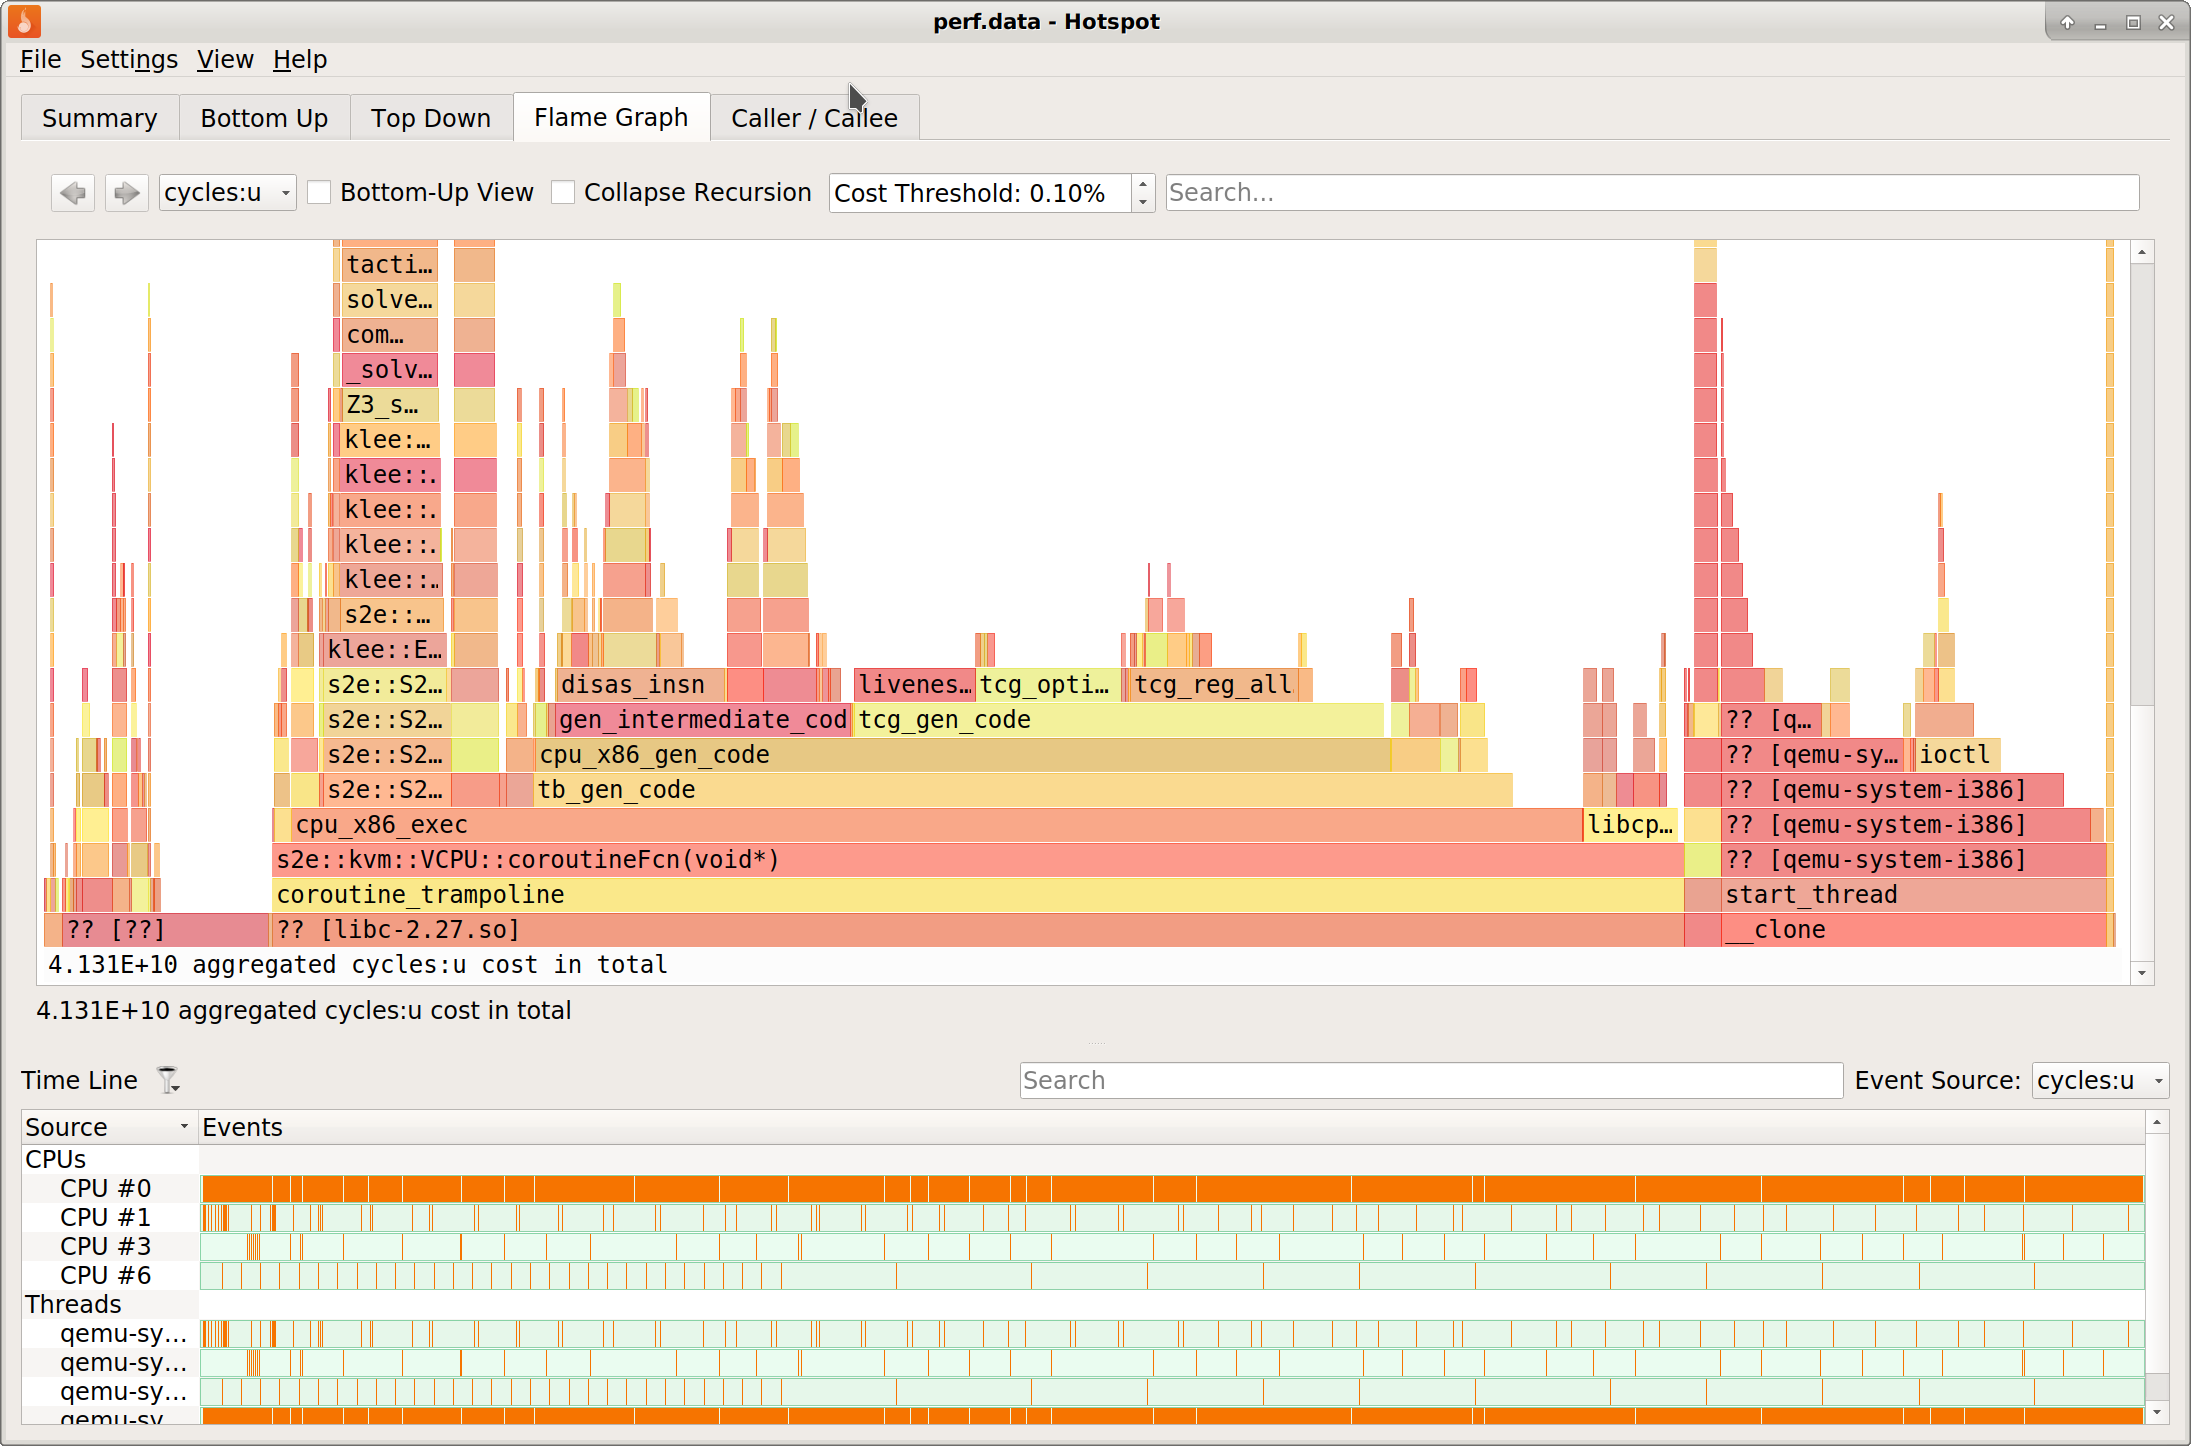 perf.data - Hotspot
File Settings View Help
Summary Bottom Up Top Down Flame Graph Caller / Callee
cycles:u Bottom-Up View Collapse Recursion Cost Threshold: 0.10% Search...
tacti…
solve…
com…
_solv…
Z3_s…
klee:…
klee::.
klee::.
klee::.
klee::…
s2e::…
klee::E…
s2e::S2… disas_insn livenes… tcg_opti… tcg_reg_all
s2e::S2… gen_intermediate_cod tcg_gen_code ?? [q…
s2e::S2… cpu_x86_gen_code ?? [qemu-sy… ioctl
s2e::S2… tb_gen_code ?? [qemu-system-i386]
cpu_x86_exec libcp… ?? [qemu-system-i386]
s2e::kvm::VCPU::coroutineFcn(void*) ?? [qemu-system-i386]
coroutine_trampoline start_thread
?? [??] ?? [libc-2.27.so] __clone
4.131E+10 aggregated cycles:u cost in total
4.131E+10 aggregated cycles:u cost in total
Time Line Search Event Source: cycles:u
Source Events
CPUs
CPU #0
CPU #1
CPU #3
CPU #6
Threads
qemu-sy…
qemu-sy…
qemu-sy…
qemu-sy